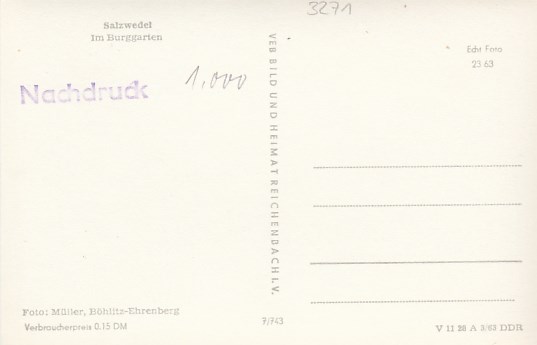 3271
Salzwedel
Im Burggarten
Echt Foto
23 63
Nachdruck
1.000
VEB BILD UND HEIMAT REICHENBACH I. V.
Foto: Müller, Böhlitz-Ehrenberg
Verbraucherpreis 0.15 DM
7/743
V 11 28 A 3/63 DDR